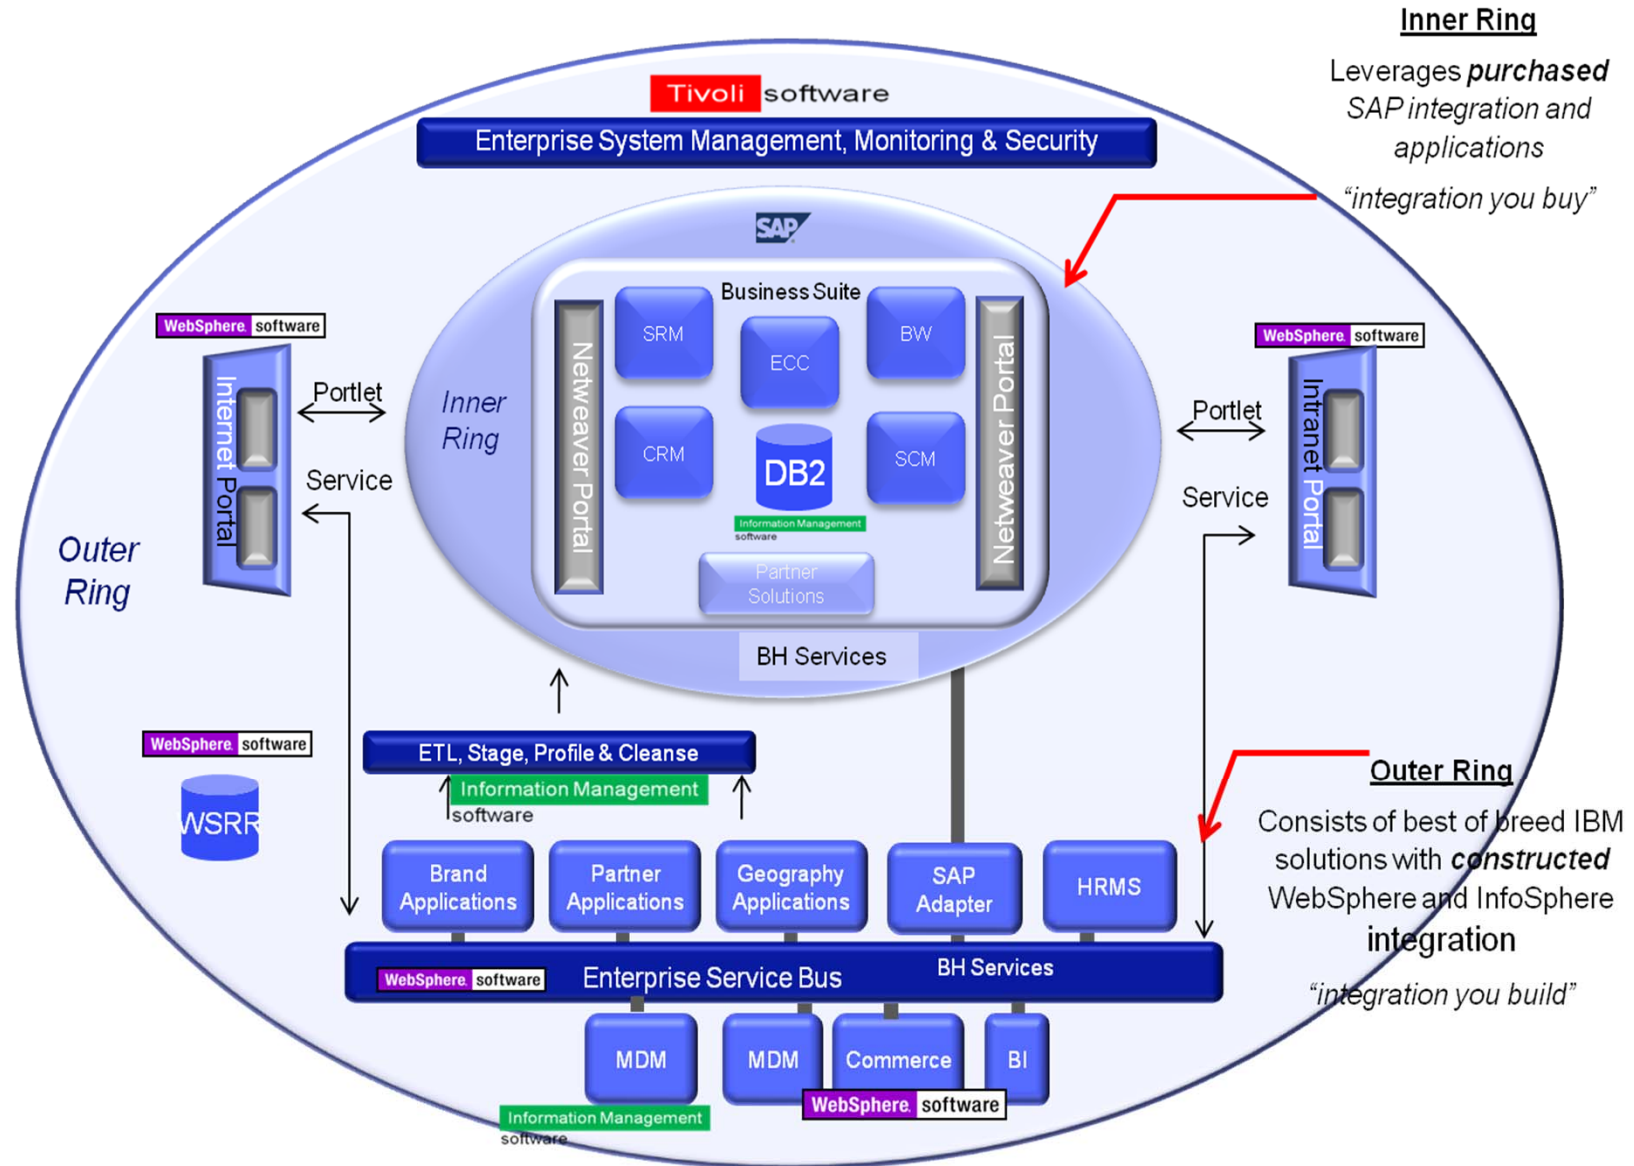 Inner Ring
Leverages purchased
SAP integration and
applications
“integration you buy”
Tivoli software
Enterprise System Management, Monitoring & Security
SAP
Business Suite
SRM
ECC
BW
CRM
DB2
SCM
Information Management
software
Netweaver Portal
Netweaver Portal
Partner
Solutions
BH Services
Inner
Ring
WebSphere. software
Internet Portal
Portlet
Service
WebSphere. software
Intranet Portal
Portlet
Service
Outer
Ring
WebSphere. software
WSRR
ETL, Stage, Profile & Cleanse
Information Management
software
Outer Ring
Consists of best of breed IBM
solutions with constructed
WebSphere and InfoSphere
integration
“integration you build”
Brand
Applications
Partner
Applications
Geography
Applications
SAP
Adapter
HRMS
WebSphere. software
Enterprise Service Bus
BH Services
MDM
MDM
Commerce
BI
WebSphere. software
Information Management
software